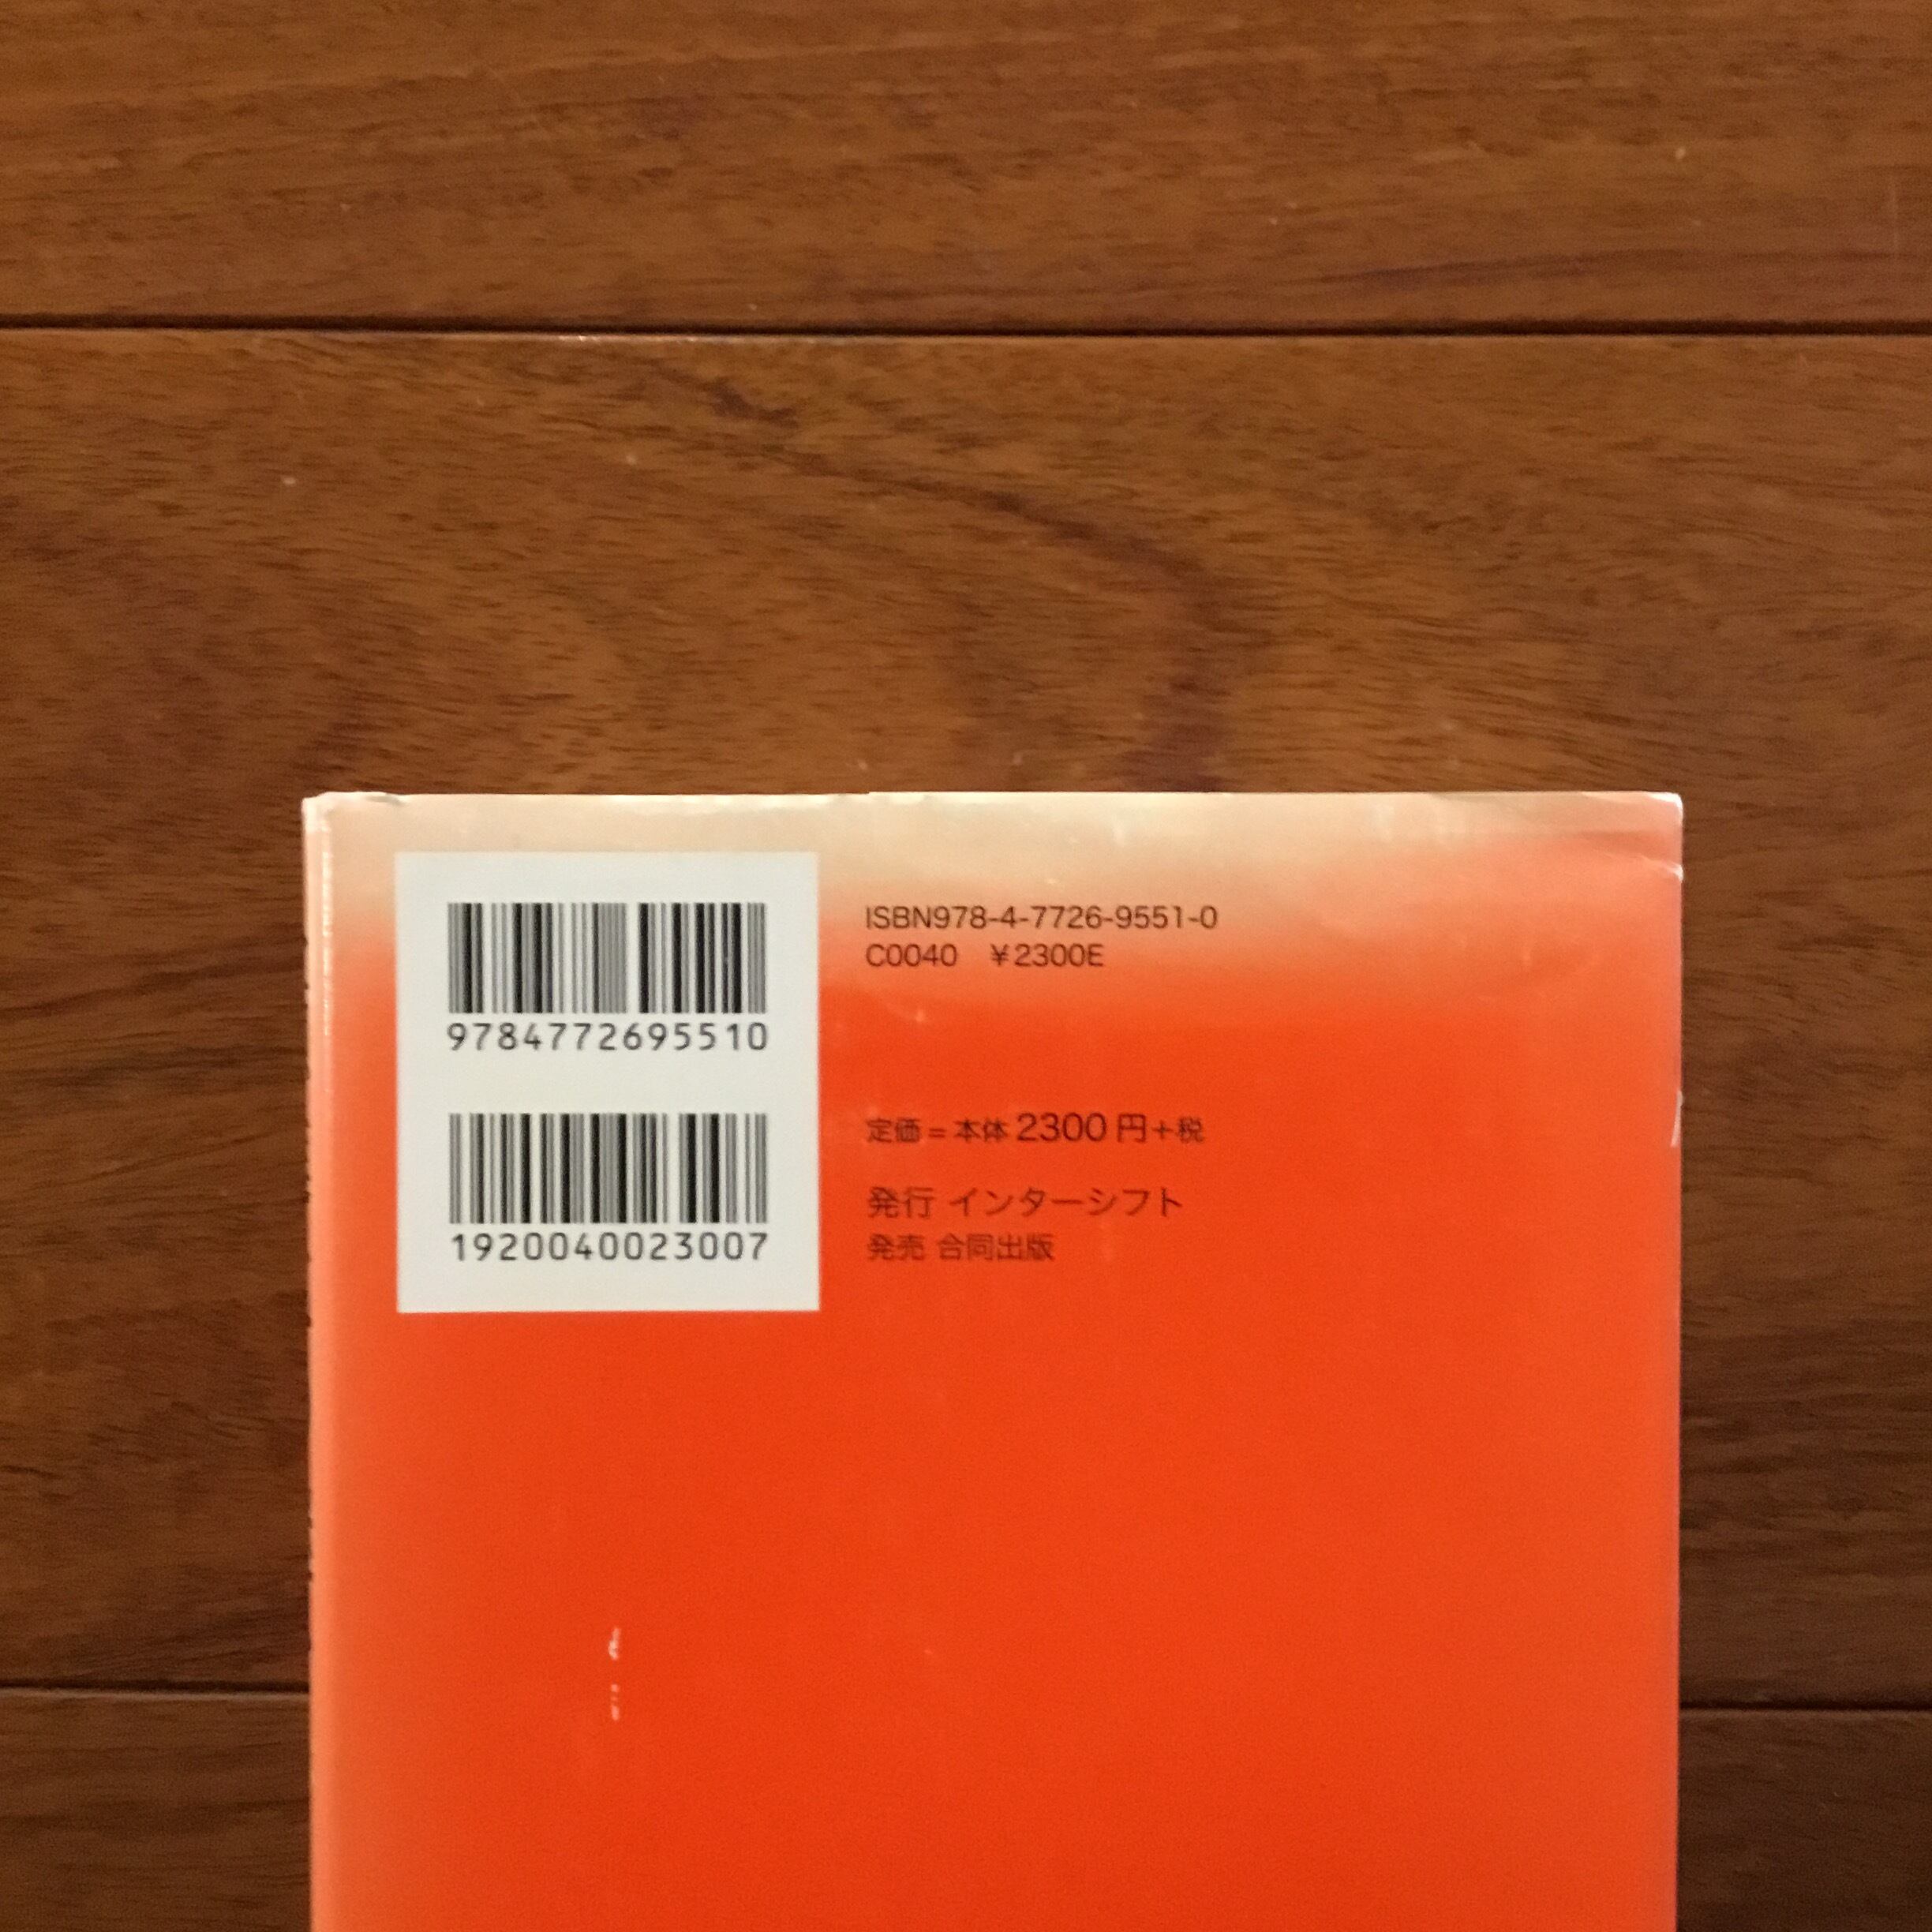 9784772695510
1920040023007
ISBN978-4-7726-9551-0
C0040 ¥2300E
定価=本体2300円+税
発行 インターシフト
発売 合同出版